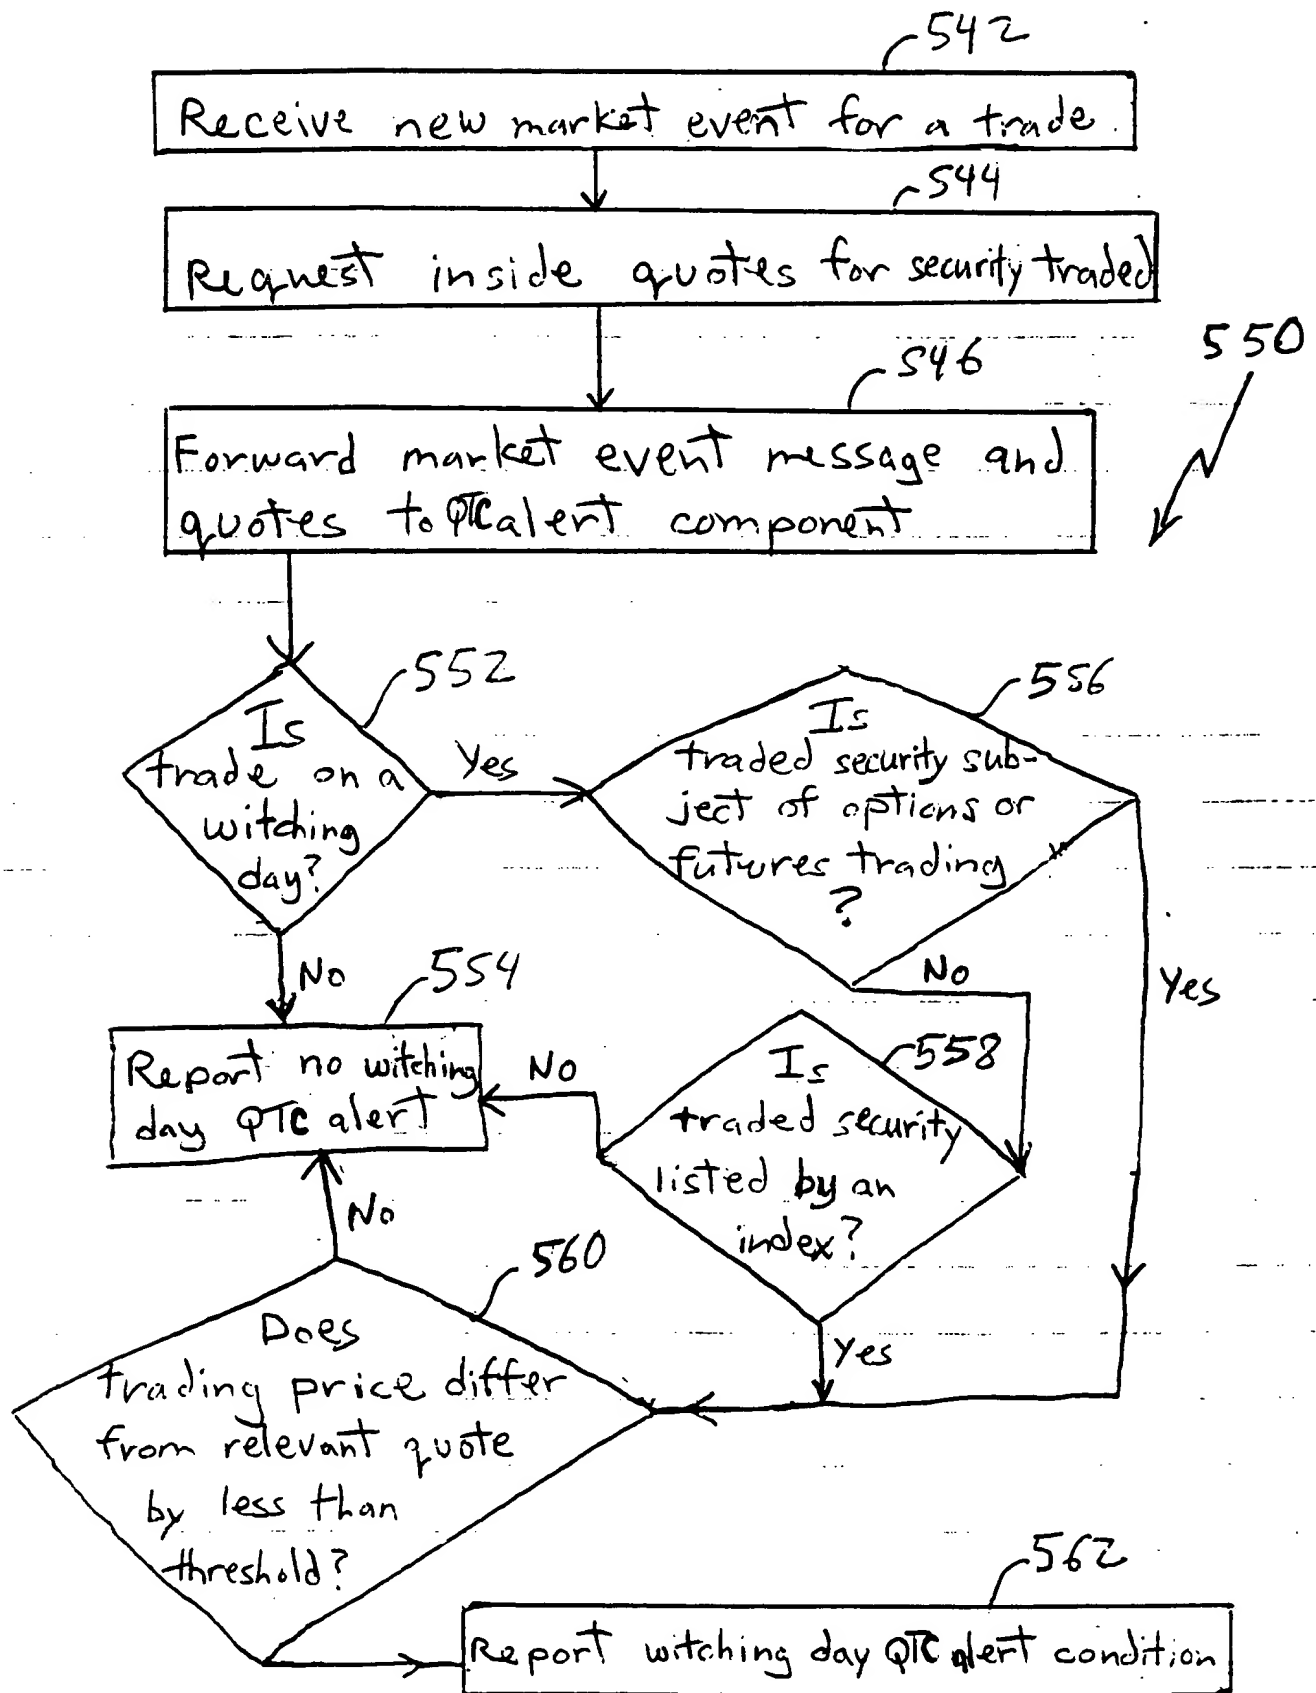 542
Receive new market event for a trade
544
Request inside quotes for security traded
546
550
Forward market event message and
quotes to QTC alert component
552
Is
trade on a
witching
day?
Yes
556
Is
traded security sub-
ject of options or
futures trading
?
No
554
No
Yes
Report no witching
day QTC alert
No
558
Is
traded security
listed by an
index?
No
560
Yes
Does
trading price differ
from relevant quote
by less than
threshold?
562
Report witching day QTC alert condition